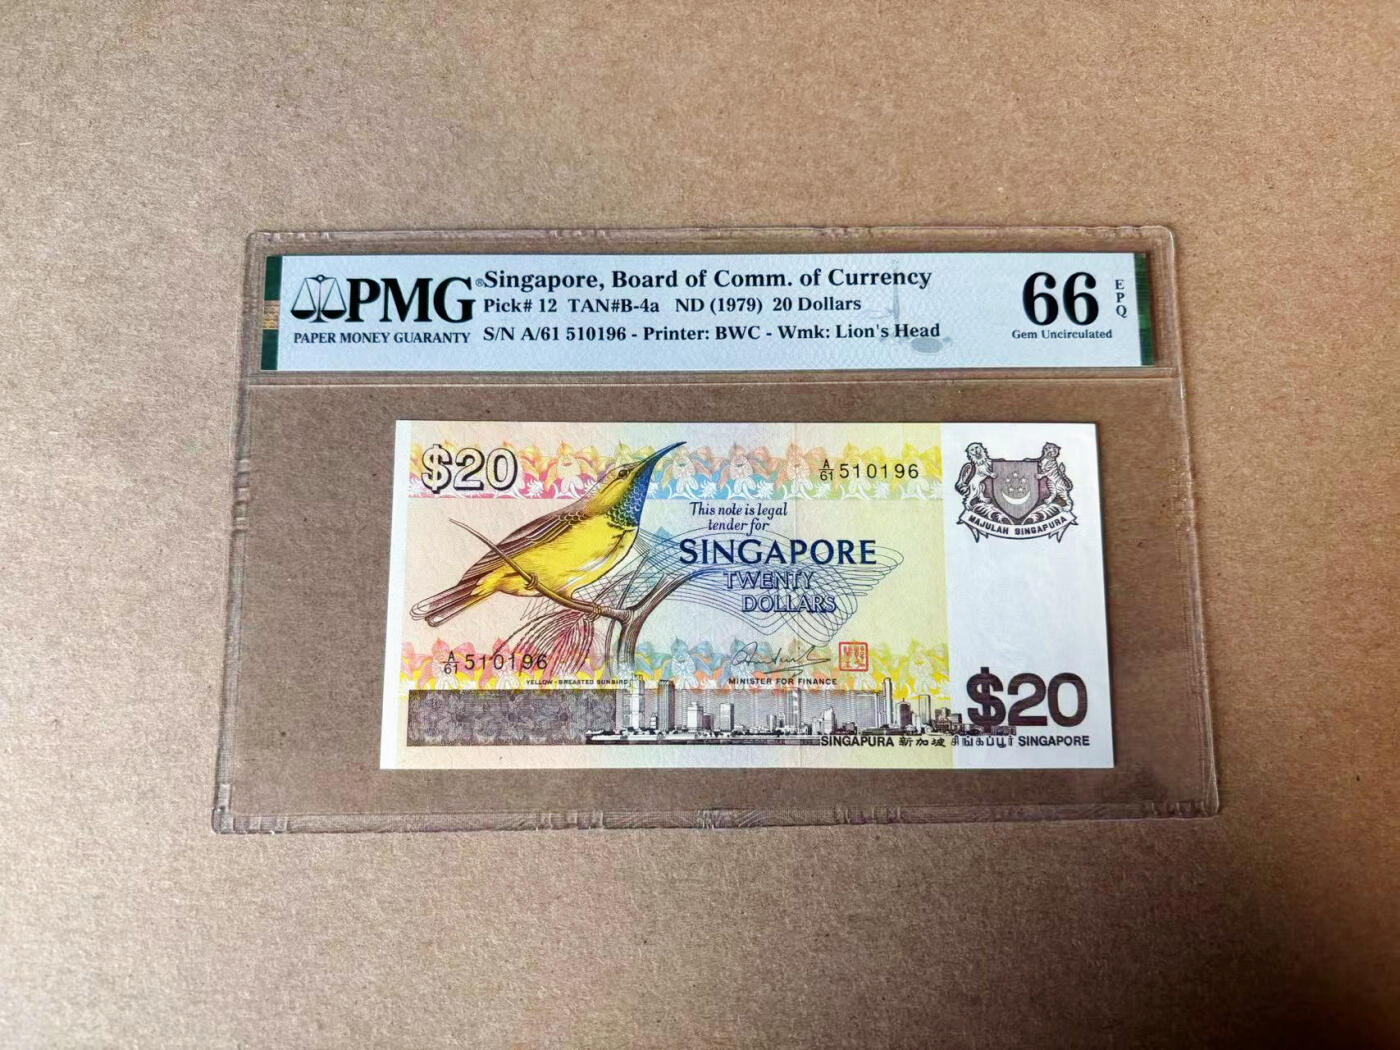 PMG®
PAPER MONEY GUARANTY
Singapore, Board of Comm. of Currency
Pick# 12 TAN#B-4a ND (1979) 20 Dollars
S/N A/61 510196 - Printer: BWC - Wmk: Lion's Head
66
EPQ
Gem Uncirculated
$20
A/61 510196
MAJULAH SINGAPURA
This note is legal
tender for
SINGAPORE
TWENTY
DOLLARS
A/61 510196
YELLOW-BREASTED SUNBIRD
MINISTER FOR FINANCE
$20
SINGAPURA 新加坡 சிங்கப்பூர் SINGAPORE